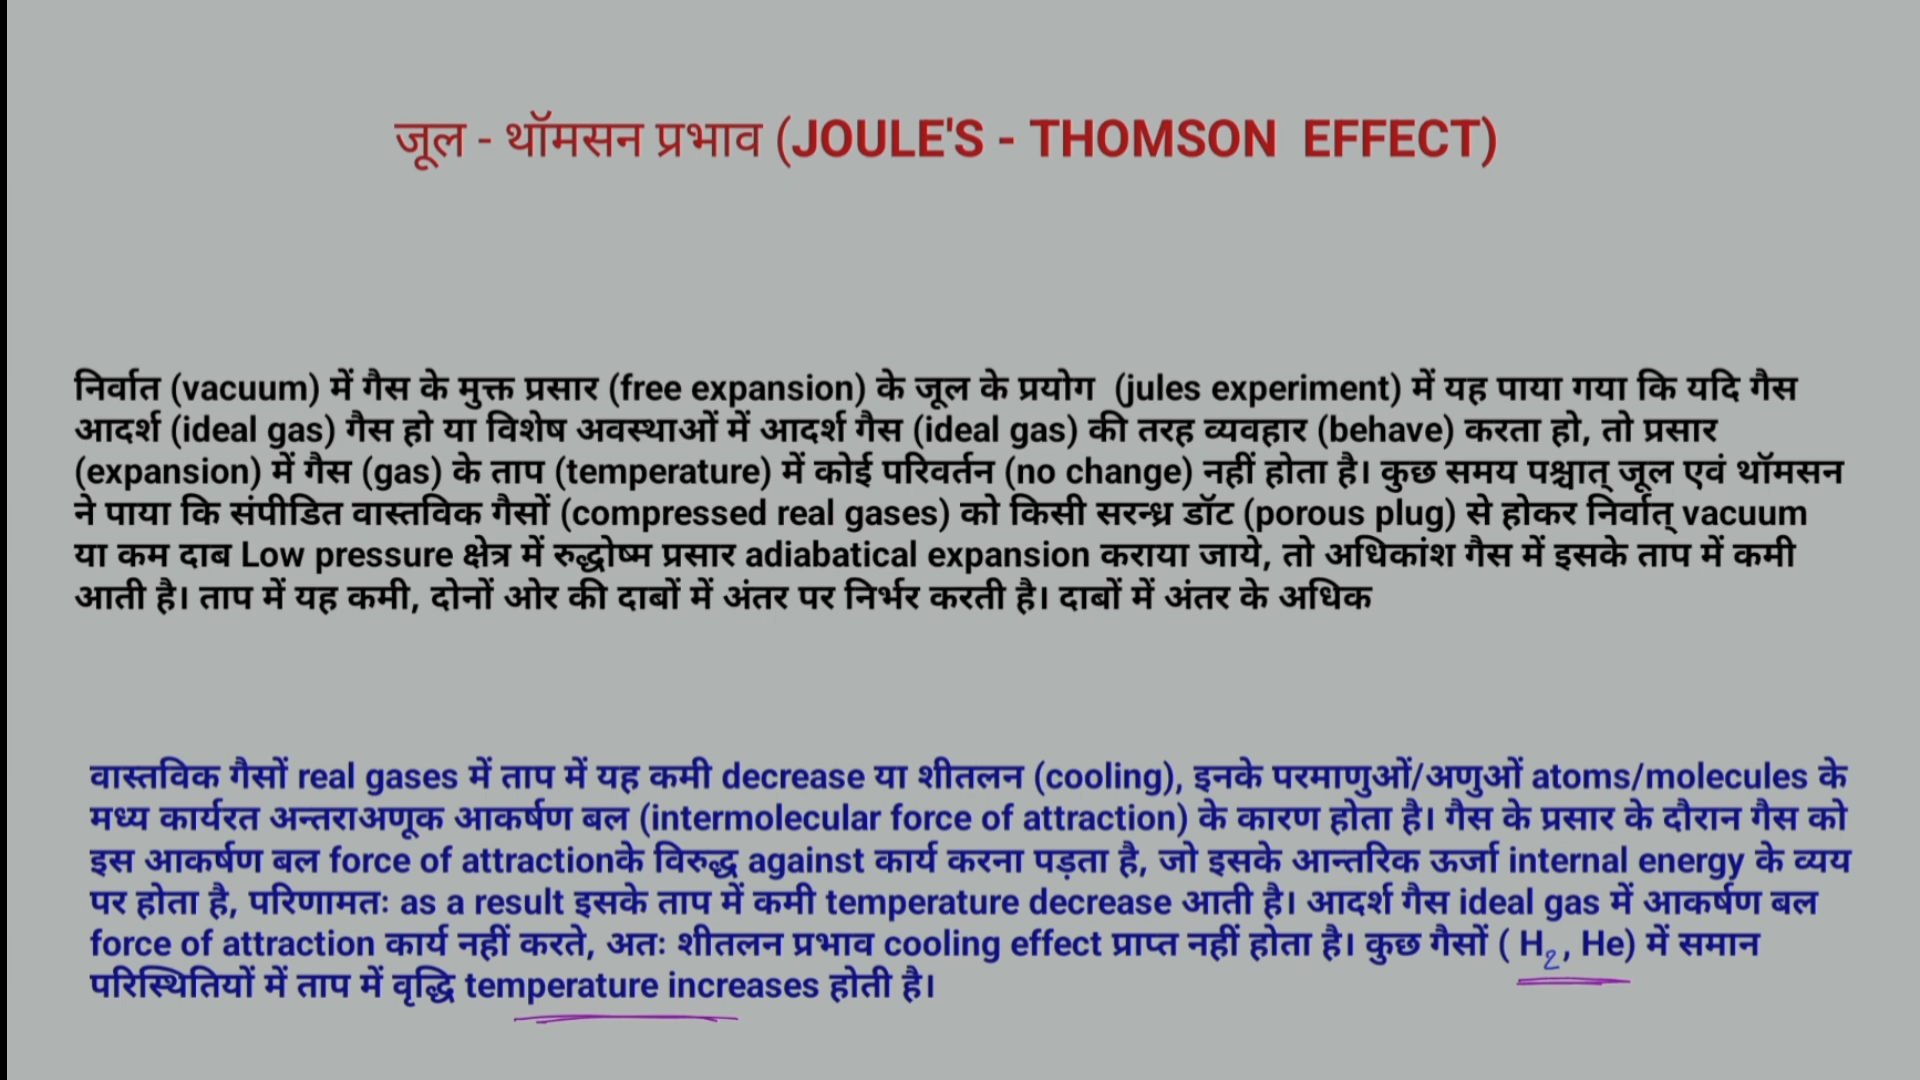 जूल - थॉमसन प्रभाव (JOULE'S - THOMSON EFFECT)
निर्वात (vacuum) में गैस के मुक्त प्रसार (free expansion) के जूल के प्रयोग (jules experiment) में यह पाया गया कि यदि गैस
आदर्श (ideal gas) गैस हो या विशेष अवस्थाओं में आदर्श गैस (ideal gas) की तरह व्यवहार (behave) करता हो, तो प्रसार
(expansion) में गैस (gas) के ताप (temperature) में कोई परिवर्तन (no change) नहीं होता है। कुछ समय पश्चात् जूल एवं थॉमसन
ने पाया कि संपीडित वास्तविक गैसों (compressed real gases) को किसी सरन्ध्र डॉट (porous plug) से होकर निर्वात् vacuum
या कम दाब Low pressure क्षेत्र में रुद्धोष्म प्रसार adiabatical expansion कराया जाये, तो अधिकांश गैस में इसके ताप में कमी
आती है। ताप में यह कमी, दोनों ओर की दाबों में अंतर पर निर्भर करती है। दाबों में अंतर के अधिक
वास्तविक गैसों real gases में ताप में यह कमी decrease या शीतलन (cooling), इनके परमाणुओं/अणुओं atoms/molecules के
मध्य कार्यरत अन्तराअणूक आकर्षण बल (intermolecular force of attraction) के कारण होता है। गैस के प्रसार के दौरान गैस को
इस आकर्षण बल force of attractionके विरुद्ध against कार्य करना पड़ता है, जो इसके आन्तरिक ऊर्जा internal energy के व्यय
पर होता है, परिणामतः as a result इसके ताप में कमी temperature decrease आती है। आदर्श गैस ideal gas में आकर्षण बल
force of attraction कार्य नहीं करते, अतः शीतलन प्रभाव cooling effect प्राप्त नहीं होता है। कुछ गैसों ( H₂, He) में समान
परिस्थितियों में ताप में वृद्धि temperature increases होती है।